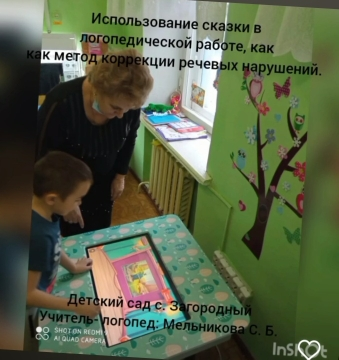 Использование сказки в
логопедической работе, как
как метод коррекции речевых нарушений.
Детский сад с. Загородный
Учитель- логопед: Мельникова С. Б.
SHOT ON REDMI
AI QUAD CAMERA